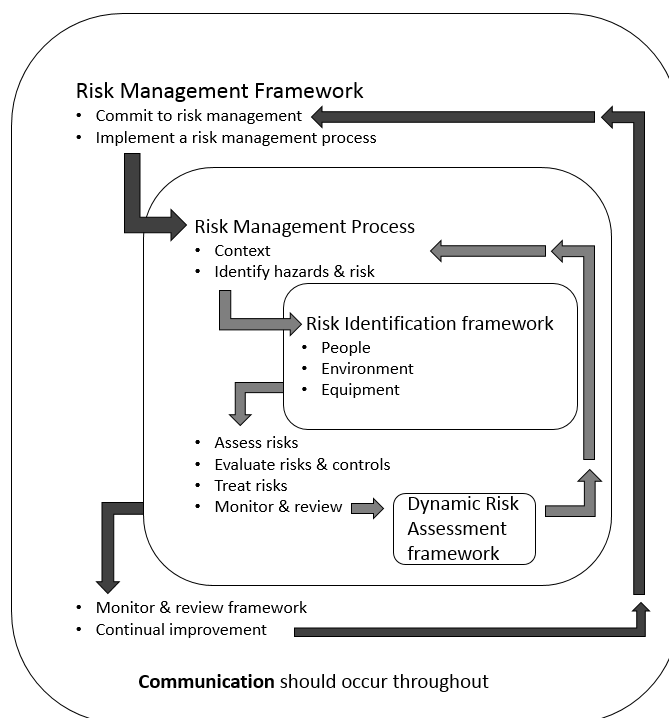 Risk Management Framework
• Commit to risk management
• Implement a risk management process
Risk Management Process
• Context
• Identify hazards & risk
Risk Identification framework
• People
• Environment
• Equipment
• Assess risks
• Evaluate risks & controls
• Treat risks
• Monitor & review
Dynamic Risk
Assessment
framework
• Monitor & review framework
• Continual improvement
Communication should occur throughout